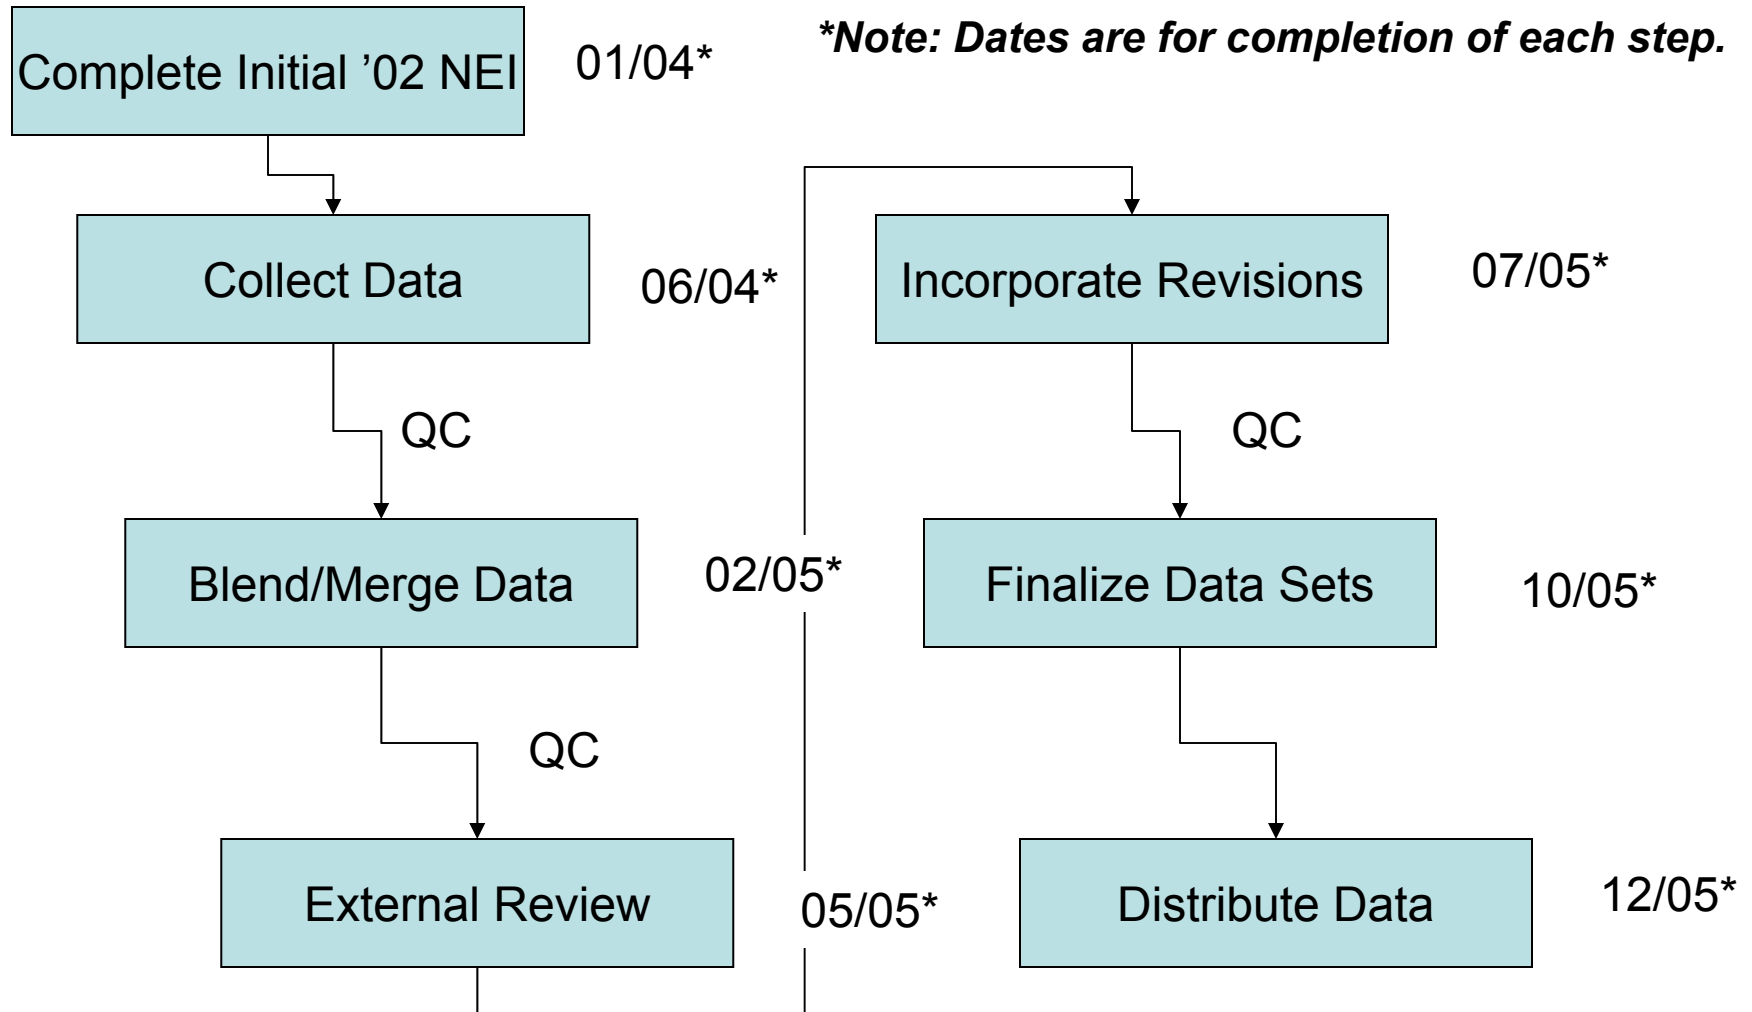 Complete Initial ’02 NEI
01/04*
*Note: Dates are for completion of each step.
Collect Data
06/04*
QC
Blend/Merge Data
02/05*
QC
External Review
05/05*
Incorporate Revisions
07/05*
QC
Finalize Data Sets
10/05*
Distribute Data
12/05*